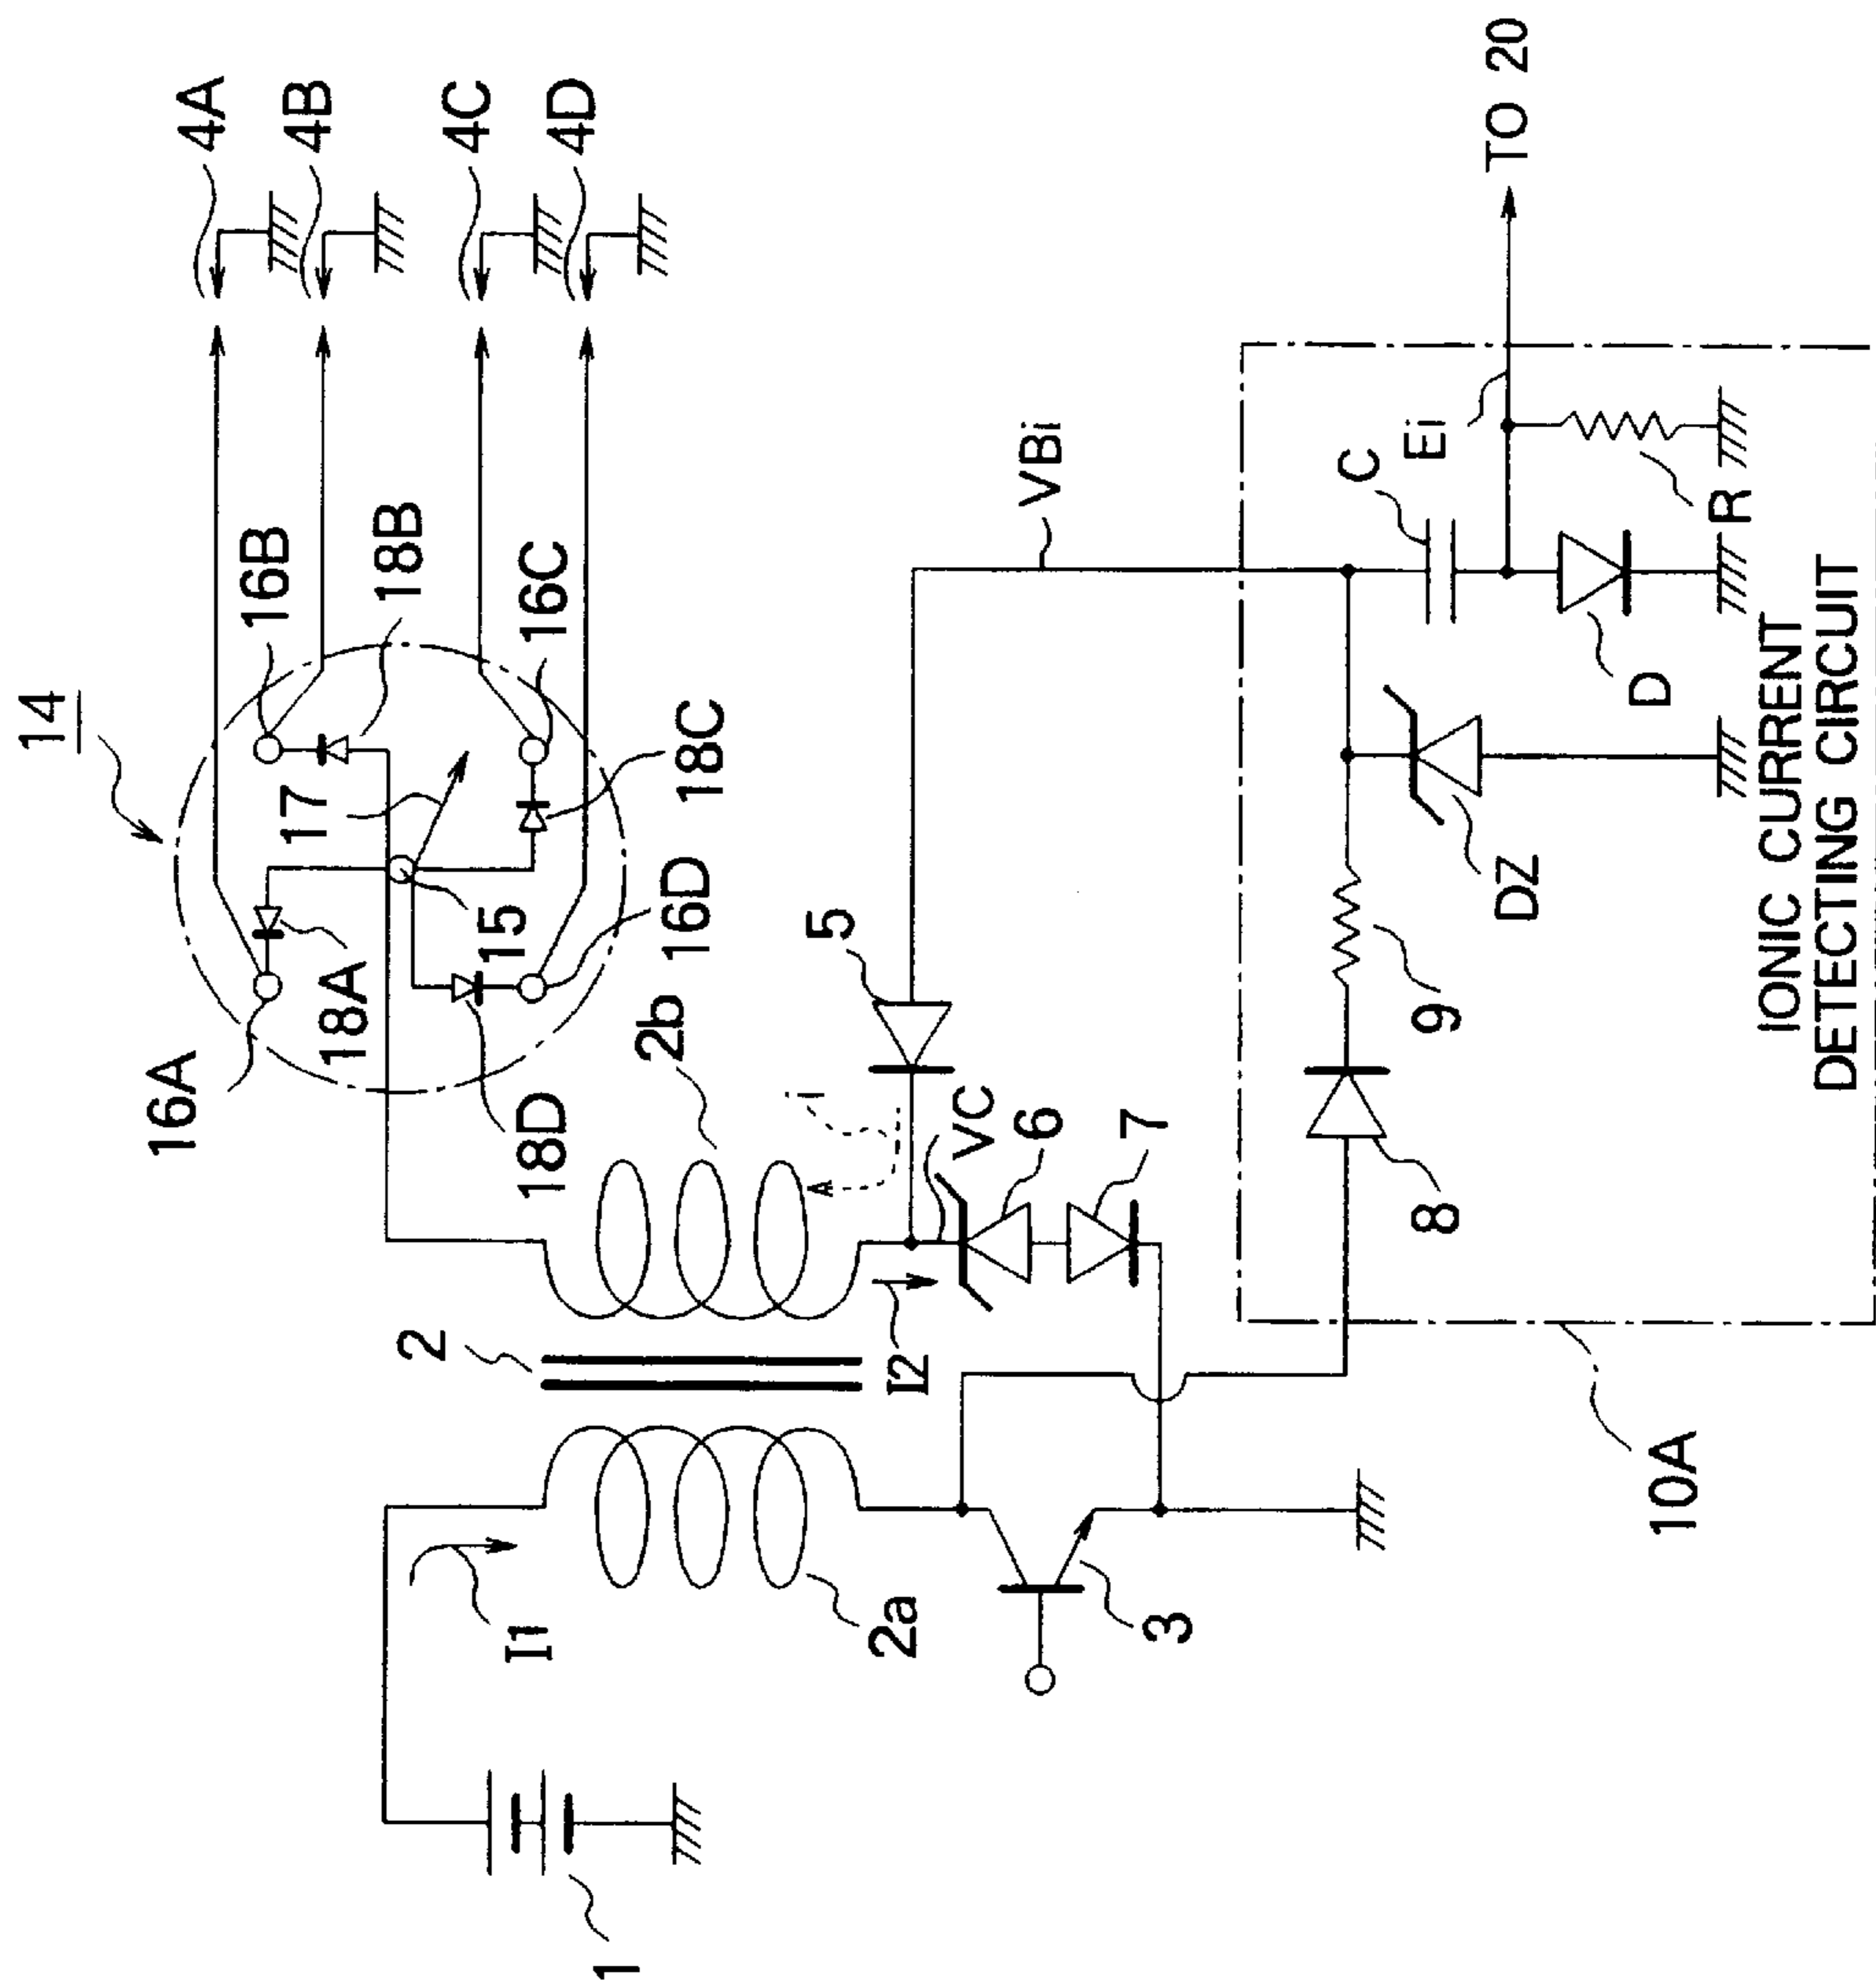 14
4A
4B
4C
4D
16A
16B
16C
16D
17
18A
18B
18C
18D
15
2
2a
2b
I1
I2
i
VC
VBi
1
3
5
6
7
8
9
10A
DZ
C
Ei
R
D
TO 20
IONIC CURRENT
DETECTING CIRCUIT